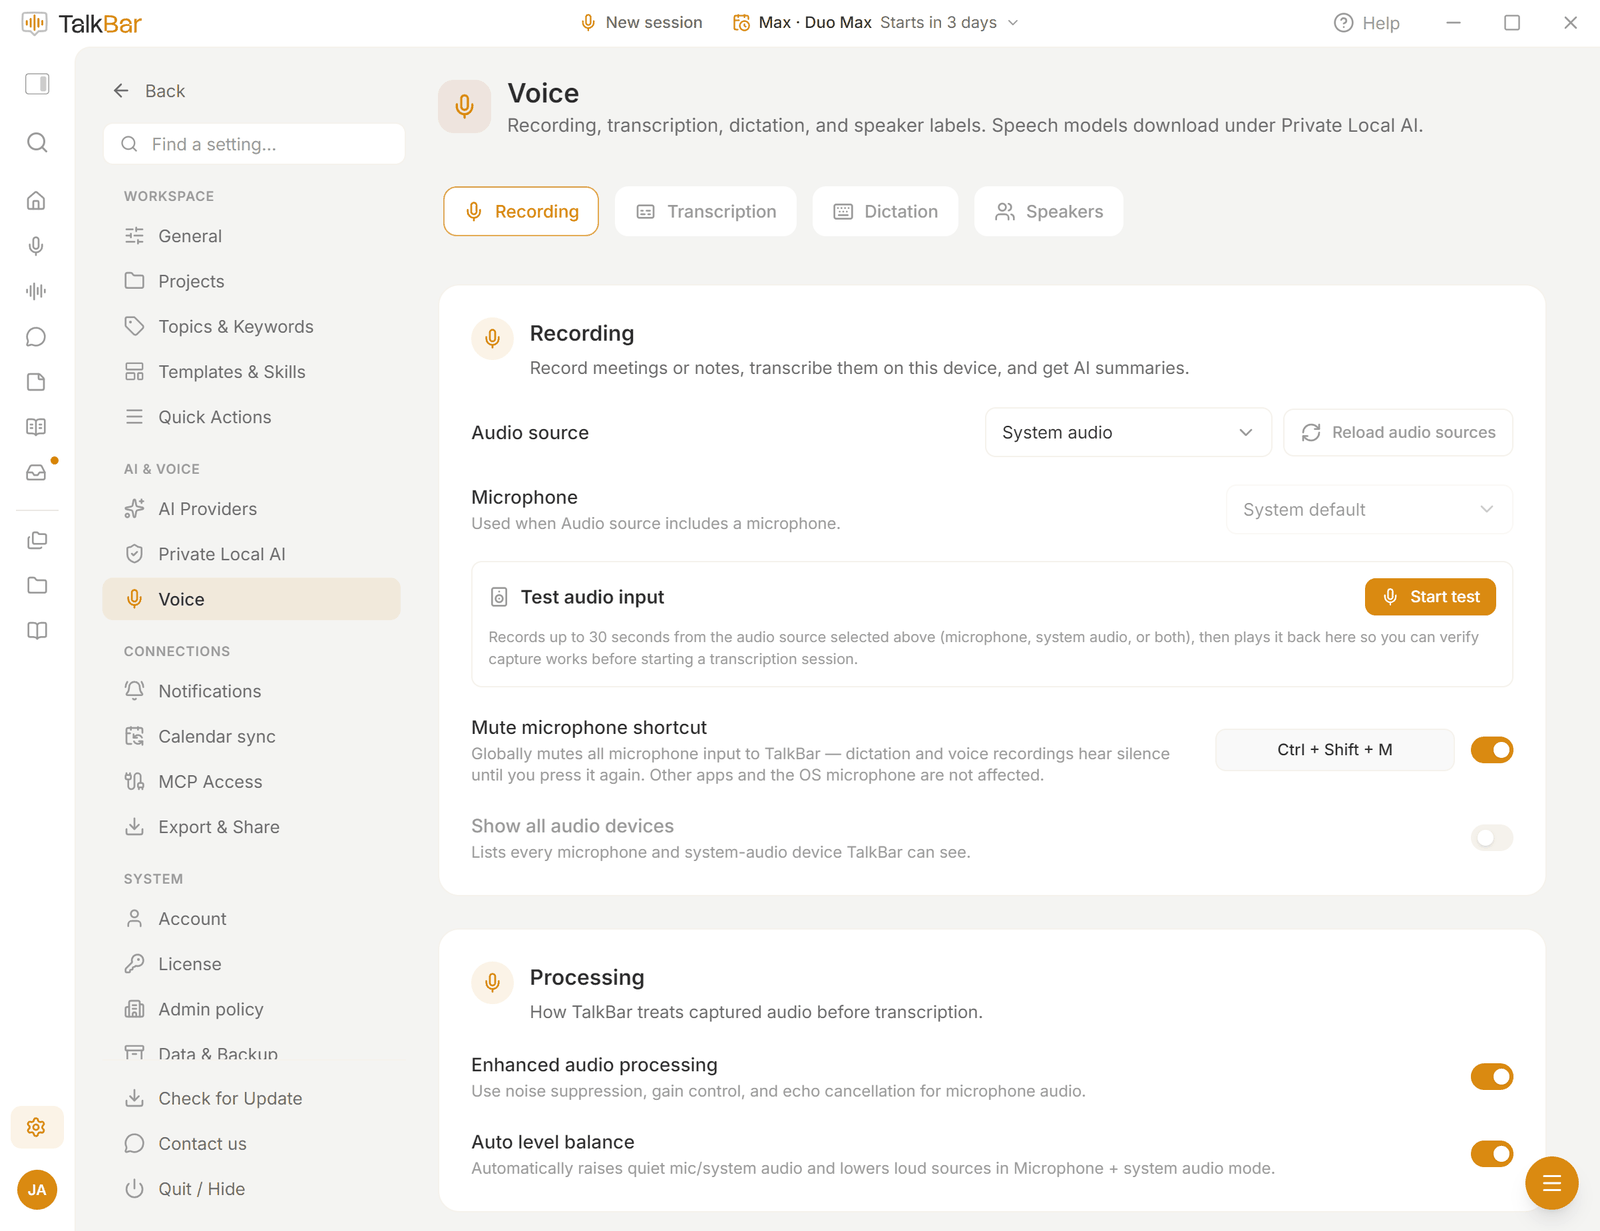 TalkBar
New session
Max · Duo Max Starts in 3 days
Help
Back
Find a setting...
WORKSPACE
General
Projects
Topics & Keywords
Templates & Skills
Quick Actions
AI & VOICE
AI Providers
Private Local AI
Voice
CONNECTIONS
Notifications
Calendar sync
MCP Access
Export & Share
SYSTEM
Account
License
Admin policy
Data & Backup
Check for Update
Contact us
Quit / Hide
JA
Voice
Recording, transcription, dictation, and speaker labels. Speech models download under Private Local AI.
Recording
Transcription
Dictation
Speakers
Recording
Record meetings or notes, transcribe them on this device, and get AI summaries.
Audio source
System audio
Reload audio sources
Microphone
Used when Audio source includes a microphone.
System default
Test audio input
Start test
Records up to 30 seconds from the audio source selected above (microphone, system audio, or both), then plays it back here so you can verify
capture works before starting a transcription session.
Mute microphone shortcut
Globally mutes all microphone input to TalkBar — dictation and voice recordings hear silence
until you press it again. Other apps and the OS microphone are not affected.
Ctrl + Shift + M
Show all audio devices
Lists every microphone and system-audio device TalkBar can see.
Processing
How TalkBar treats captured audio before transcription.
Enhanced audio processing
Use noise suppression, gain control, and echo cancellation for microphone audio.
Auto level balance
Automatically raises quiet mic/system audio and lowers loud sources in Microphone + system audio mode.